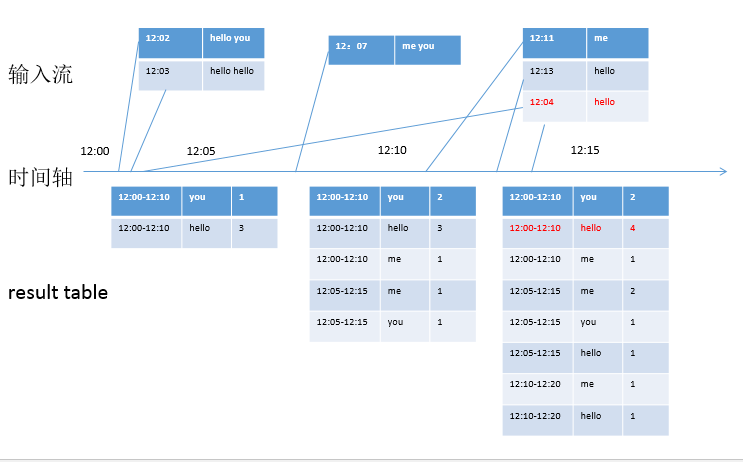 输入流
12:02 hello you
12:03 hello hello
12：07 me you
12:11 me
12:13 hello
12:04 hello
时间轴
12:00 12:05 12:10 12:15
result table
12:00-12:10 you 1
12:00-12:10 hello 3
12:00-12:10 you 2
12:00-12:10 hello 3
12:00-12:10 me 1
12:05-12:15 me 1
12:05-12:15 you 1
12:00-12:10 you 2
12:00-12:10 hello 4
12:00-12:10 me 1
12:05-12:15 me 2
12:05-12:15 you 1
12:05-12:15 hello 1
12:10-12:20 me 1
12:10-12:20 hello 1